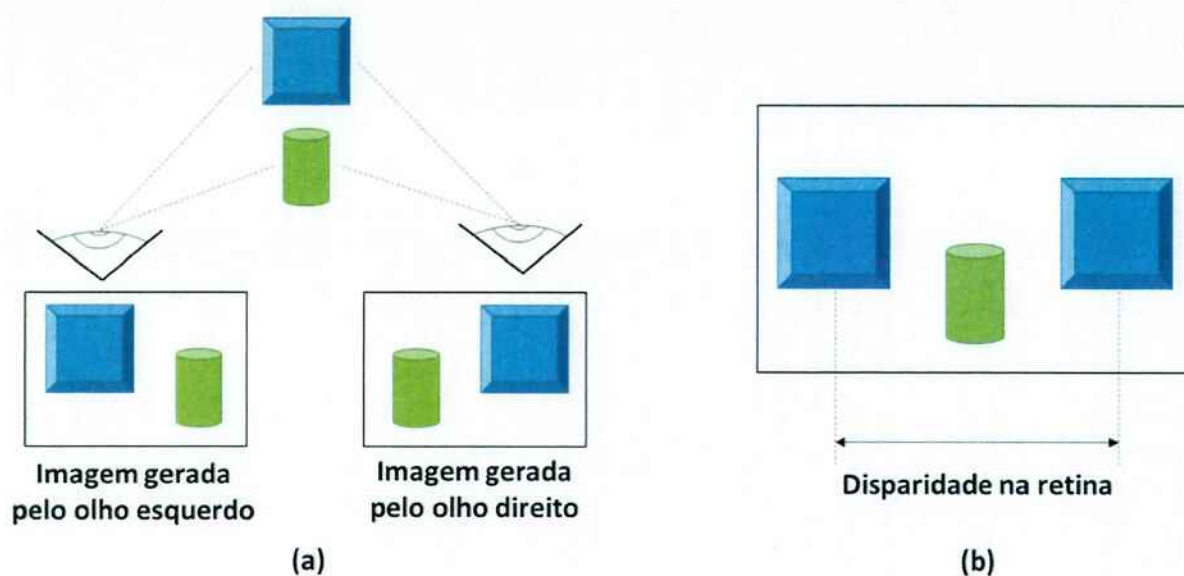 Imagem gerada
pelo olho esquerdo
Imagem gerada
pelo olho direito
(a)
Disparidade na retina
(b)